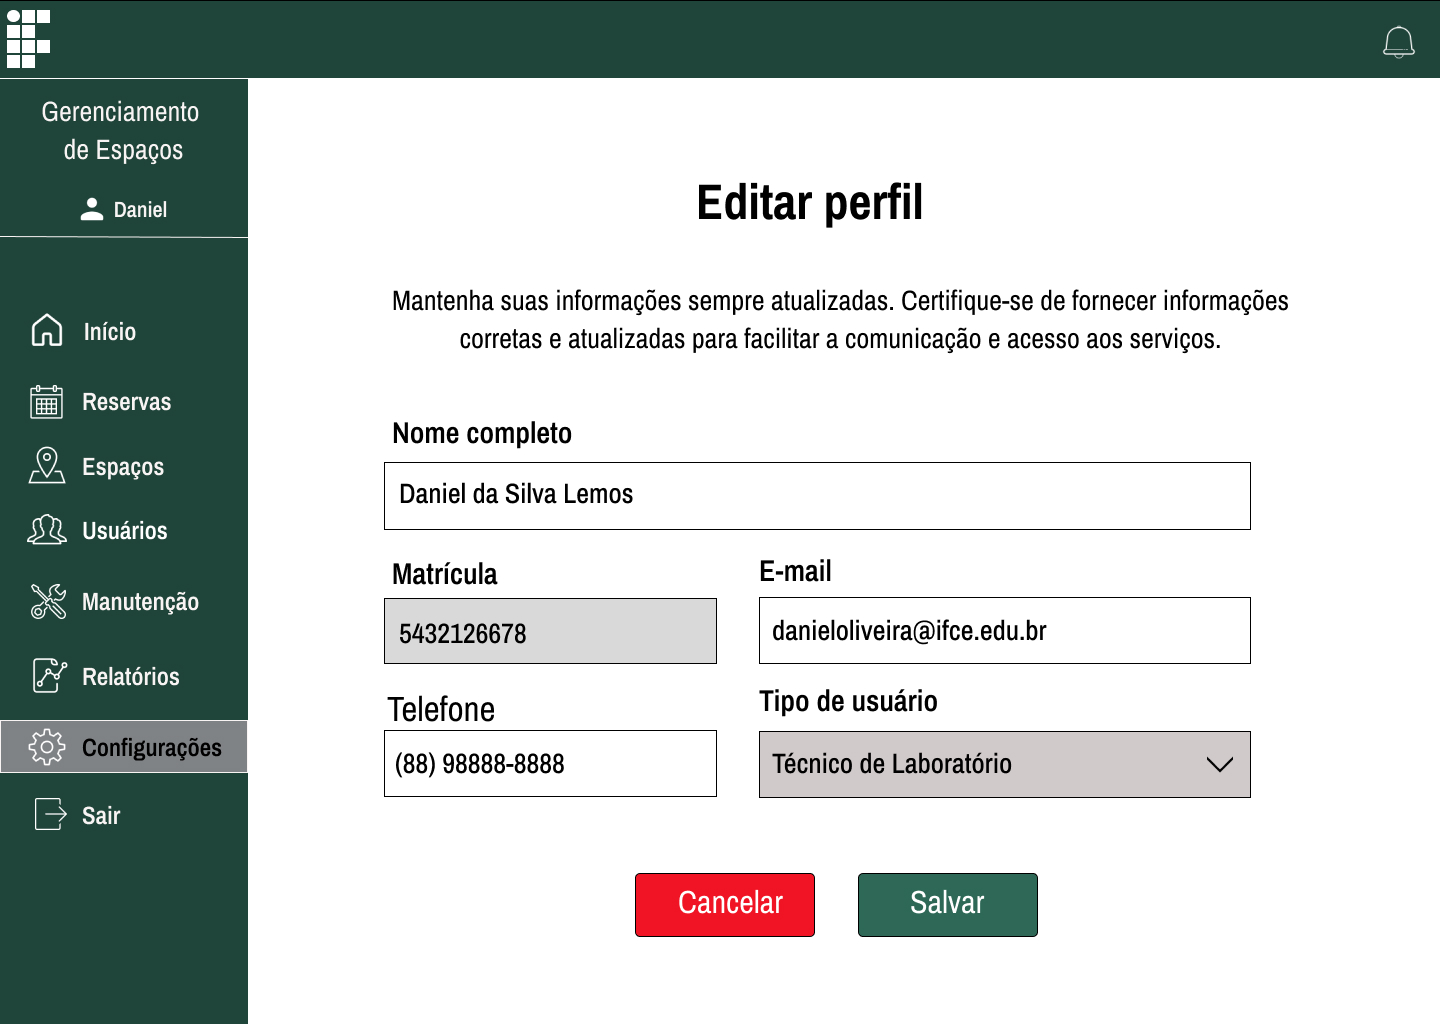 Gerenciamento
de Espaços
Daniel
Início
Reservas
Espaços
Usuários
Manutenção
Relatórios
Configurações
Sair
Editar perfil
Mantenha suas informações sempre atualizadas. Certifique-se de fornecer informações
corretas e atualizadas para facilitar a comunicação e acesso aos serviços.
Nome completo
Daniel da Silva Lemos
Matrícula
5432126678
E-mail
danieloliveira@ifce.edu.br
Telefone
(88) 98888-8888
Tipo de usuário
Técnico de Laboratório
Cancelar
Salvar